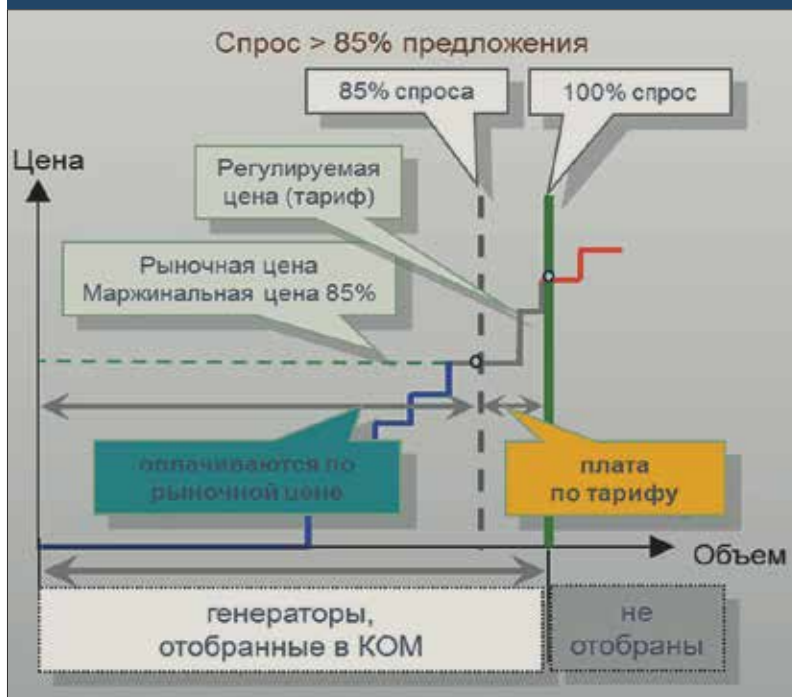 Спрос > 85% предложения
85% спроса
100% спрос
Цена
Регулируемая
цена (тариф)
Рыночная цена
Маржинальная цена 85%
оплачиваются по
рыночной цене
плата
по тарифу
Объем
генераторы,
отобранные в КОМ
не
отобраны